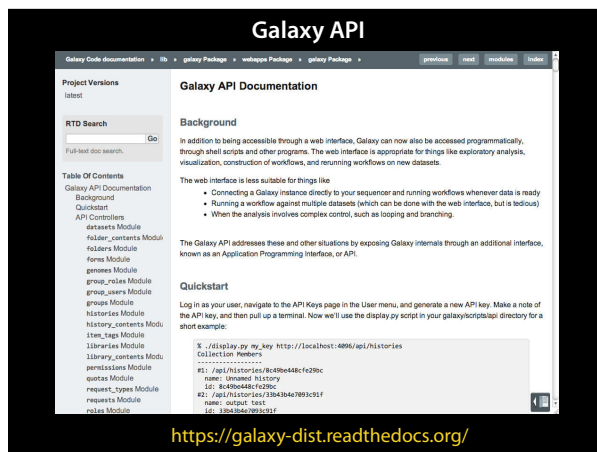 Galaxy API
Galaxy Code documentation » lib » galaxy Package » webapps Package » galaxy Package » previous next modules index
Project Versions
latest
RTD Search
Go
Full-text doc search.
Table Of Contents
Galaxy API Documentation
Background
Quickstart
API Controllers
datasets Module
folder_contents Modul
folders Module
forms Module
genomes Module
group_roles Module
group_users Module
groups Module
histories Module
history_contents Modu
item_tags Module
libraries Module
library_contents Modu
permissions Module
quotas Module
request_types Module
requests Module
roles Module
Galaxy API Documentation
Background
In addition to being accessible through a web interface, Galaxy can now also be accessed programmatically,
through shell scripts and other programs. The web interface is appropriate for things like exploratory analysis,
visualization, construction of workflows, and rerunning workflows on new datasets.
The web interface is less suitable for things like
• Connecting a Galaxy instance directly to your sequencer and running workflows whenever data is ready
• Running a workflow against multiple datasets (which can be done with the web interface, but is tedious)
• When the analysis involves complex control, such as looping and branching.
The Galaxy API addresses these and other situations by exposing Galaxy internals through an additional interface,
known as an Application Programming Interface, or API.
Quickstart
Log in as your user, navigate to the API Keys page in the User menu, and generate a new API key. Make a note of
the API key, and then pull up a terminal. Now we'll use the display.py script in your galaxy/scripts/api directory for a
short example:
% ./display.py my_key http://localhost:4096/api/histories
Collection Members
------------------
#1: /api/histories/8c49be448cfe29bc
name: Unnamed history
id: 8c49be448cfe29bc
#2: /api/histories/33b43b4e7093c91f
name: output test
id: 33b43b4e7093c91f
https://galaxy-dist.readthedocs.org/